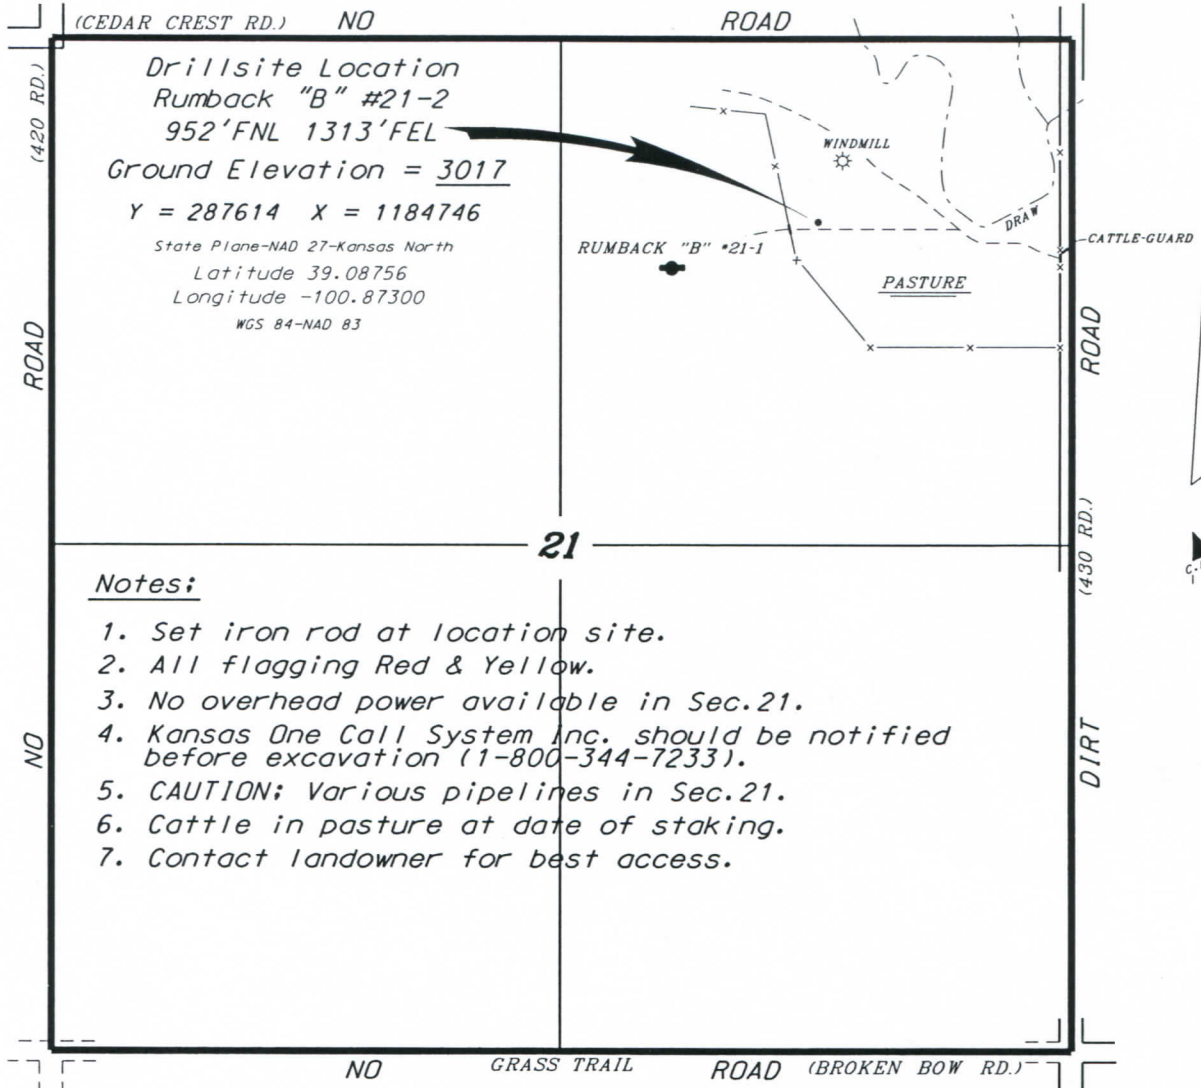 (CEDAR CREST RD.) NO ROAD
(420 RD.)
ROAD
NO
Drillsite Location
Rumback "B" #21-2
952'FNL 1313'FEL
Ground Elevation = 3017
Y = 287614 X = 1184746
State Plane-NAD 27-Kansas North
Latitude 39.08756
Longitude -100.87300
WGS 84-NAD 83
WINDMILL
DRAW
RUMBACK "B" #21-1
CATTLE-GUARD
PASTURE
ROAD
(430 RD.)
DIRT
21
Notes:
1. Set iron rod at location site.
2. All flagging Red & Yellow.
3. No overhead power available in Sec.21.
4. Kansas One Call System Inc. should be notified
before excavation (1-800-344-7233).
5. CAUTION: Various pipelines in Sec.21.
6. Cattle in pasture at date of staking.
7. Contact landowner for best access.
NO GRASS TRAIL ROAD (BROKEN BOW RD.)